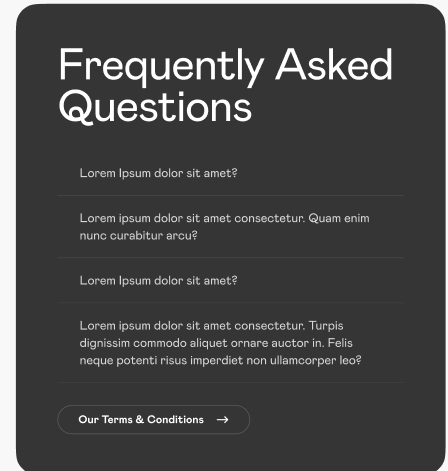 Frequently Asked
Questions
Lorem Ipsum dolor sit amet?
Lorem ipsum dolor sit amet consectetur. Quam enim
nunc curabitur arcu?
Lorem Ipsum dolor sit amet?
Lorem ipsum dolor sit amet consectetur. Turpis
dignissim commodo aliquet ornare auctor in. Felis
neque potenti risus imperdiet non ullamcorper leo?
Our Terms & Conditions →